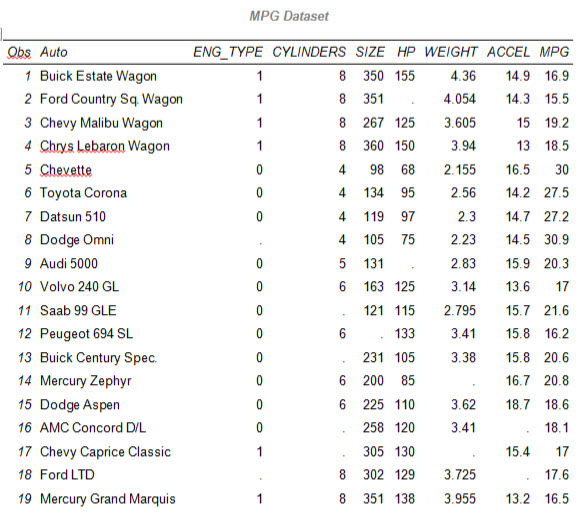 MPG Dataset
Obs Auto ENG_TYPE CYLINDERS SIZE HP WEIGHT ACCEL MPG
1 Buick Estate Wagon 1 8 350 155 4.36 14.9 16.9
2 Ford Country Sq. Wagon 1 8 351 . 4.054 14.3 15.5
3 Chevy Malibu Wagon 1 8 267 125 3.605 15 19.2
4 Chrys Lebaron Wagon 1 8 360 150 3.94 13 18.5
5 Chevette 0 4 98 68 2.155 16.5 30
6 Toyota Corona 0 4 134 95 2.56 14.2 27.5
7 Datsun 510 0 4 119 97 2.3 14.7 27.2
8 Dodge Omni . 4 105 75 2.23 14.5 30.9
9 Audi 5000 0 5 131 . 2.83 15.9 20.3
10 Volvo 240 GL 0 6 163 125 3.14 13.6 17
11 Saab 99 GLE 0 . 121 115 2.795 15.7 21.6
12 Peugeot 694 SL 0 6 . 133 3.41 15.8 16.2
13 Buick Century Spec. 0 . 231 105 3.38 15.8 20.6
14 Mercury Zephyr 0 6 200 85 . 16.7 20.8
15 Dodge Aspen 0 6 225 110 3.62 18.7 18.6
16 AMC Concord D/L 0 . 258 120 3.41 . 18.1
17 Chevy Caprice Classic 1 . 305 130 . 15.4 17
18 Ford LTD . 8 302 129 3.725 . 17.6
19 Mercury Grand Marquis 1 8 351 138 3.955 13.2 16.5